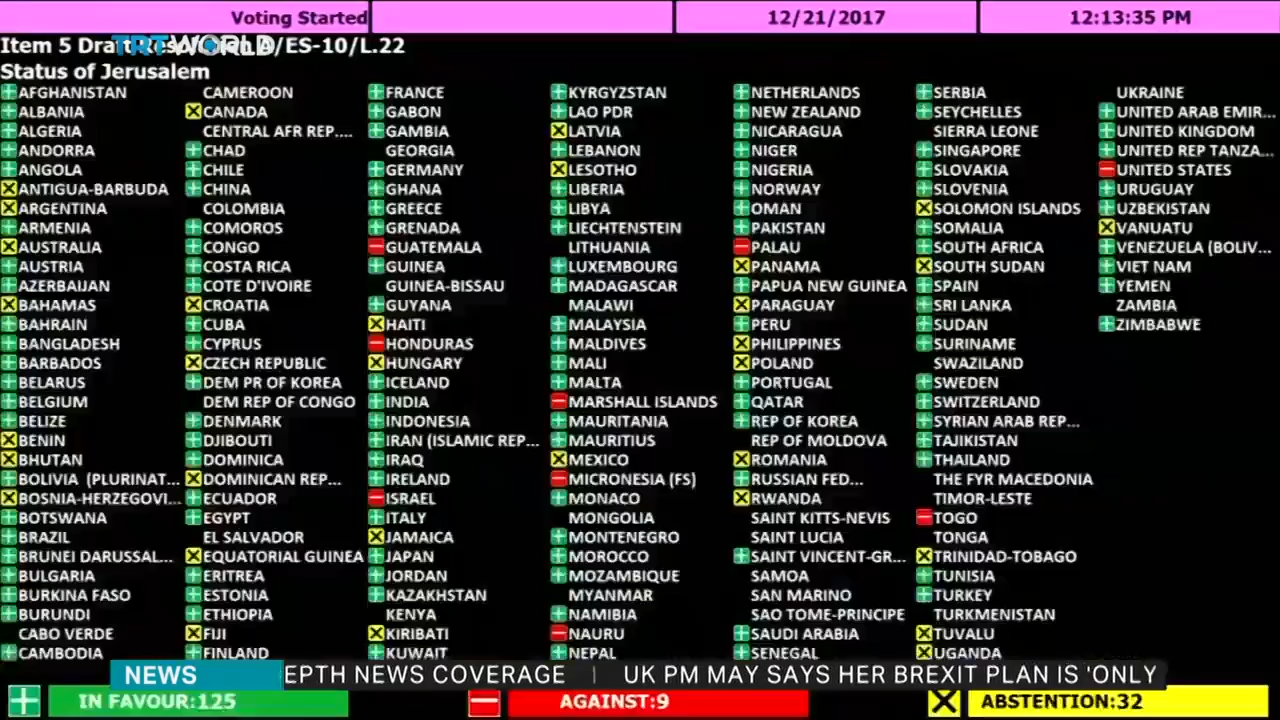 Voting Started 12/21/2017 12:13:35 PM
Item 5 Draft Resolution A/ES-10/L.22
TRT WORLD
Status of Jerusalem
AFGHANISTAN
ALBANIA
ALGERIA
ANDORRA
ANGOLA
ANTIGUA-BARBUDA
ARGENTINA
ARMENIA
AUSTRALIA
AUSTRIA
AZERBAIJAN
BAHAMAS
BAHRAIN
BANGLADESH
BARBADOS
BELARUS
BELGIUM
BELIZE
BENIN
BHUTAN
BOLIVIA (PLURINAT...
BOSNIA-HERZEGOVI...
BOTSWANA
BRAZIL
BRUNEI DARUSSAL...
BULGARIA
BURKINA FASO
BURUNDI
CABO VERDE
CAMBODIA
CAMEROON
CANADA
CENTRAL AFR REP....
CHAD
CHILE
CHINA
COLOMBIA
COMOROS
CONGO
COSTA RICA
COTE D'IVOIRE
CROATIA
CUBA
CYPRUS
CZECH REPUBLIC
DEM PR OF KOREA
DEM REP OF CONGO
DENMARK
DJIBOUTI
DOMINICA
DOMINICAN REP...
ECUADOR
EGYPT
EL SALVADOR
EQUATORIAL GUINEA
ERITREA
ESTONIA
ETHIOPIA
FIJI
FINLAND
FRANCE
GABON
GAMBIA
GEORGIA
GERMANY
GHANA
GREECE
GRENADA
GUATEMALA
GUINEA
GUINEA-BISSAU
GUYANA
HAITI
HONDURAS
HUNGARY
ICELAND
INDIA
INDONESIA
IRAN (ISLAMIC REP...
IRAQ
IRELAND
ISRAEL
ITALY
JAMAICA
JAPAN
JORDAN
KAZAKHSTAN
KENYA
KIRIBATI
KUWAIT
KYRGYZSTAN
LAO PDR
LATVIA
LEBANON
LESOTHO
LIBERIA
LIBYA
LIECHTENSTEIN
LITHUANIA
LUXEMBOURG
MADAGASCAR
MALAWI
MALAYSIA
MALDIVES
MALI
MALTA
MARSHALL ISLANDS
MAURITANIA
MAURITIUS
MEXICO
MICRONESIA (FS)
MONACO
MONGOLIA
MONTENEGRO
MOROCCO
MOZAMBIQUE
MYANMAR
NAMIBIA
NAURU
NEPAL
NETHERLANDS
NEW ZEALAND
NICARAGUA
NIGER
NIGERIA
NORWAY
OMAN
PAKISTAN
PALAU
PANAMA
PAPUA NEW GUINEA
PARAGUAY
PERU
PHILIPPINES
POLAND
PORTUGAL
QATAR
REP OF KOREA
REP OF MOLDOVA
ROMANIA
RUSSIAN FED...
RWANDA
SAINT KITTS-NEVIS
SAINT LUCIA
SAINT VINCENT-GR...
SAMOA
SAN MARINO
SAO TOME-PRINCIPE
SAUDI ARABIA
SENEGAL
SERBIA
SEYCHELLES
SIERRA LEONE
SINGAPORE
SLOVAKIA
SLOVENIA
SOLOMON ISLANDS
SOMALIA
SOUTH AFRICA
SOUTH SUDAN
SPAIN
SRI LANKA
SUDAN
SURINAME
SWAZILAND
SWEDEN
SWITZERLAND
SYRIAN ARAB REP...
TAJIKISTAN
THAILAND
THE FYR MACEDONIA
TIMOR-LESTE
TOGO
TONGA
TRINIDAD-TOBAGO
TUNISIA
TURKEY
TURKMENISTAN
TUVALU
UGANDA
UKRAINE
UNITED ARAB EMIR...
UNITED KINGDOM
UNITED REP TANZA...
UNITED STATES
URUGUAY
UZBEKISTAN
VANUATU
VENEZUELA (BOLIV...
VIET NAM
YEMEN
ZAMBIA
ZIMBABWE
NEWS EPTH NEWS COVERAGE | UK PM MAY SAYS HER BREXIT PLAN IS 'ONLY
IN FAVOUR:125 AGAINST:9 ABSTENTION:32